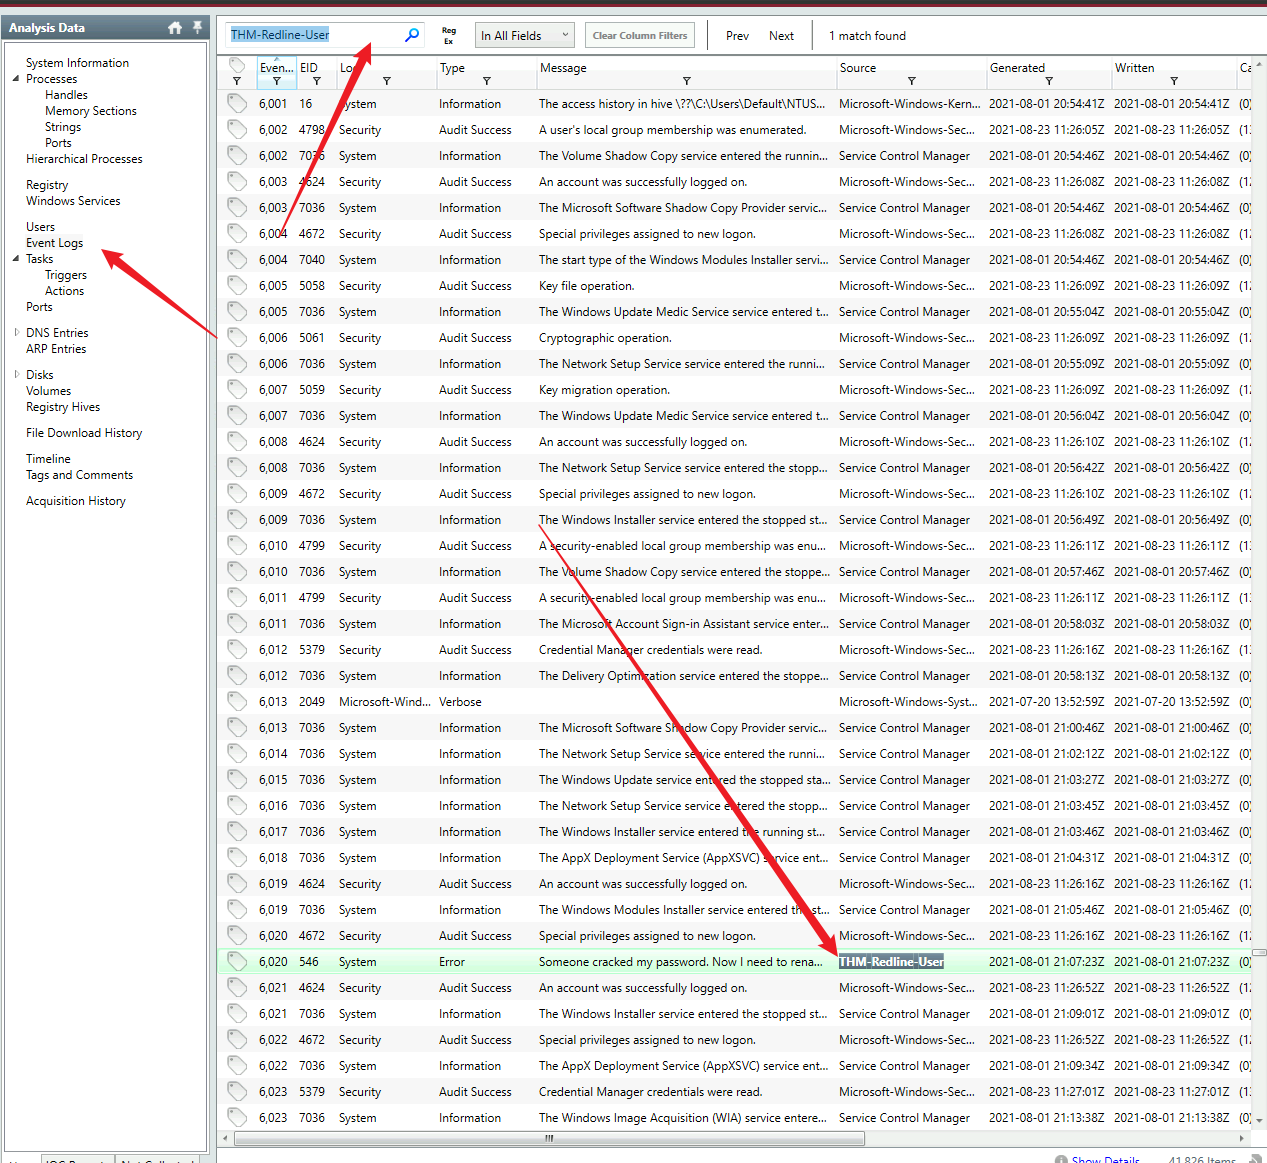 Analysis Data
THM-Redline-User
Reg Ex
In All Fields
Clear Column Filters
Prev
Next
1 match found
System Information
Processes
Handles
Memory Sections
Strings
Ports
Hierarchical Processes
Registry
Windows Services
Users
Event Logs
Tasks
Triggers
Actions
Ports
DNS Entries
ARP Entries
Disks
Volumes
Registry Hives
File Download History
Timeline
Tags and Comments
Acquisition History
Even... EID Type Message Source Generated Written
6,001 16 System Information The access history in hive \??\C:\Users\Default\NTUS... Microsoft-Windows-Kern... 2021-08-01 20:54:41Z 2021-08-01 20:54:41Z (0)
6,002 4798 Security Audit Success A user's local group membership was enumerated. Microsoft-Windows-Sec... 2021-08-23 11:26:05Z 2021-08-23 11:26:05Z
6,002 7036 System Information The Volume Shadow Copy service entered the runnin... Service Control Manager 2021-08-01 20:54:46Z 2021-08-01 20:54:46Z (0)
6,003 4624 Security Audit Success An account was successfully logged on. Microsoft-Windows-Sec... 2021-08-23 11:26:08Z 2021-08-23 11:26:08Z
6,003 7036 System Information The Microsoft Software Shadow Copy Provider servic... Service Control Manager 2021-08-01 20:54:46Z 2021-08-01 20:54:46Z (0)
6,004 4672 Security Audit Success Special privileges assigned to new logon. Microsoft-Windows-Sec... 2021-08-23 11:26:08Z 2021-08-23 11:26:08Z
6,004 7040 System Information The start type of the Windows Modules Installer servi... Service Control Manager 2021-08-01 20:54:46Z 2021-08-01 20:54:46Z (0)
6,005 5058 Security Audit Success Key file operation. Microsoft-Windows-Sec... 2021-08-23 11:26:09Z 2021-08-23 11:26:09Z
6,005 7036 System Information The Windows Update Medic Service service entered t... Service Control Manager 2021-08-01 20:55:04Z 2021-08-01 20:55:04Z (0)
6,006 5061 Security Audit Success Cryptographic operation. Microsoft-Windows-Sec... 2021-08-23 11:26:09Z 2021-08-23 11:26:09Z
6,006 7036 System Information The Network Setup Service service entered the runni... Service Control Manager 2021-08-01 20:55:09Z 2021-08-01 20:55:09Z (0)
6,007 5059 Security Audit Success Key migration operation. Microsoft-Windows-Sec... 2021-08-23 11:26:09Z 2021-08-23 11:26:09Z
6,007 7036 System Information The Windows Update Medic Service service entered t... Service Control Manager 2021-08-01 20:56:04Z 2021-08-01 20:56:04Z (0)
6,008 4624 Security Audit Success An account was successfully logged on. Microsoft-Windows-Sec... 2021-08-23 11:26:10Z 2021-08-23 11:26:10Z
6,008 7036 System Information The Network Setup Service service entered the stopp... Service Control Manager 2021-08-01 20:56:42Z 2021-08-01 20:56:42Z (0)
6,009 4672 Security Audit Success Special privileges assigned to new logon. Microsoft-Windows-Sec... 2021-08-23 11:26:10Z 2021-08-23 11:26:10Z
6,009 7036 System Information The Windows Installer service entered the stopped st... Service Control Manager 2021-08-01 20:56:49Z 2021-08-01 20:56:49Z (0)
6,010 4799 Security Audit Success A security-enabled local group membership was enu... Microsoft-Windows-Sec... 2021-08-23 11:26:11Z 2021-08-23 11:26:11Z
6,010 7036 System Information The Volume Shadow Copy service entered the stoppe... Service Control Manager 2021-08-01 20:57:46Z 2021-08-01 20:57:46Z (0)
6,011 4799 Security Audit Success A security-enabled local group membership was enu... Microsoft-Windows-Sec... 2021-08-23 11:26:11Z 2021-08-23 11:26:11Z
6,011 7036 System Information The Microsoft Account Sign-in Assistant service enter... Service Control Manager 2021-08-01 20:58:03Z 2021-08-01 20:58:03Z (0)
6,012 5379 Security Audit Success Credential Manager credentials were read. Microsoft-Windows-Sec... 2021-08-23 11:26:16Z 2021-08-23 11:26:16Z
6,012 7036 System Information The Delivery Optimization service entered the stoppe... Service Control Manager 2021-08-01 20:58:13Z 2021-08-01 20:58:13Z (0)
6,013 2049 Microsoft-Wind... Verbose Microsoft-Windows-Syst... 2021-07-20 13:52:59Z 2021-07-20 13:52:59Z (0)
6,013 7036 System Information The Microsoft Software Shadow Copy Provider servic... Service Control Manager 2021-08-01 21:00:46Z 2021-08-01 21:00:46Z (0)
6,014 7036 System Information The Network Setup Service service entered the runni... Service Control Manager 2021-08-01 21:02:12Z 2021-08-01 21:02:12Z (0)
6,015 7036 System Information The Windows Update service entered the stopped sta... Service Control Manager 2021-08-01 21:03:27Z 2021-08-01 21:03:27Z (0)
6,016 7036 System Information The Network Setup Service service entered the stopp... Service Control Manager 2021-08-01 21:03:45Z 2021-08-01 21:03:45Z (0)
6,017 7036 System Information The Windows Installer service entered the running st... Service Control Manager 2021-08-01 21:03:46Z 2021-08-01 21:03:46Z (0)
6,018 7036 System Information The AppX Deployment Service (AppXSVC) service ent... Service Control Manager 2021-08-01 21:04:31Z 2021-08-01 21:04:31Z (0)
6,019 4624 Security Audit Success An account was successfully logged on. Microsoft-Windows-Sec... 2021-08-23 11:26:16Z 2021-08-23 11:26:16Z
6,019 7036 System Information The Windows Modules Installer service entered the st... Service Control Manager 2021-08-01 21:05:46Z 2021-08-01 21:05:46Z (0)
6,020 4672 Security Audit Success Special privileges assigned to new logon. Microsoft-Windows-Sec... 2021-08-23 11:26:16Z 2021-08-23 11:26:16Z
6,020 546 System Error Someone cracked my password. Now I need to rena... THM-Redline-User 2021-08-01 21:07:23Z 2021-08-01 21:07:23Z (0)
6,021 4624 Security Audit Success An account was successfully logged on. Microsoft-Windows-Sec... 2021-08-23 11:26:52Z 2021-08-23 11:26:52Z
6,021 7036 System Information The Windows Installer service entered the stopped st... Service Control Manager 2021-08-01 21:09:01Z 2021-08-01 21:09:01Z (0)
6,022 4672 Security Audit Success Special privileges assigned to new logon. Microsoft-Windows-Sec... 2021-08-23 11:26:52Z 2021-08-23 11:26:52Z
6,022 7036 System Information The AppX Deployment Service (AppXSVC) service ent... Service Control Manager 2021-08-01 21:09:34Z 2021-08-01 21:09:34Z (0)
6,023 5379 Security Audit Success Credential Manager credentials were read. Microsoft-Windows-Sec... 2021-08-23 11:27:01Z 2021-08-23 11:27:01Z
6,023 7036 System Information The Windows Image Acquisition (WIA) service entere... Service Control Manager 2021-08-01 21:13:38Z 2021-08-01 21:13:38Z (0)
Show Details
41,826 Items